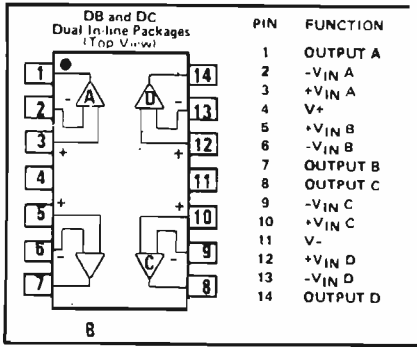 DB and DC
Dual In-line Packages
(Top View)
PIN FUNCTION
1 OUTPUT A
2 -VIN A
3 +VIN A
4 V+
5 +VIN B
6 -VIN B
7 OUTPUT B
8 OUTPUT C
9 -VIN C
10 +VIN C
11 V-
12 +VIN D
13 -VIN D
14 OUTPUT D
1 A D 14
2 - - 13
3 + + 12
4 11
5 + + 10
6 - - 9
7 C 8
B